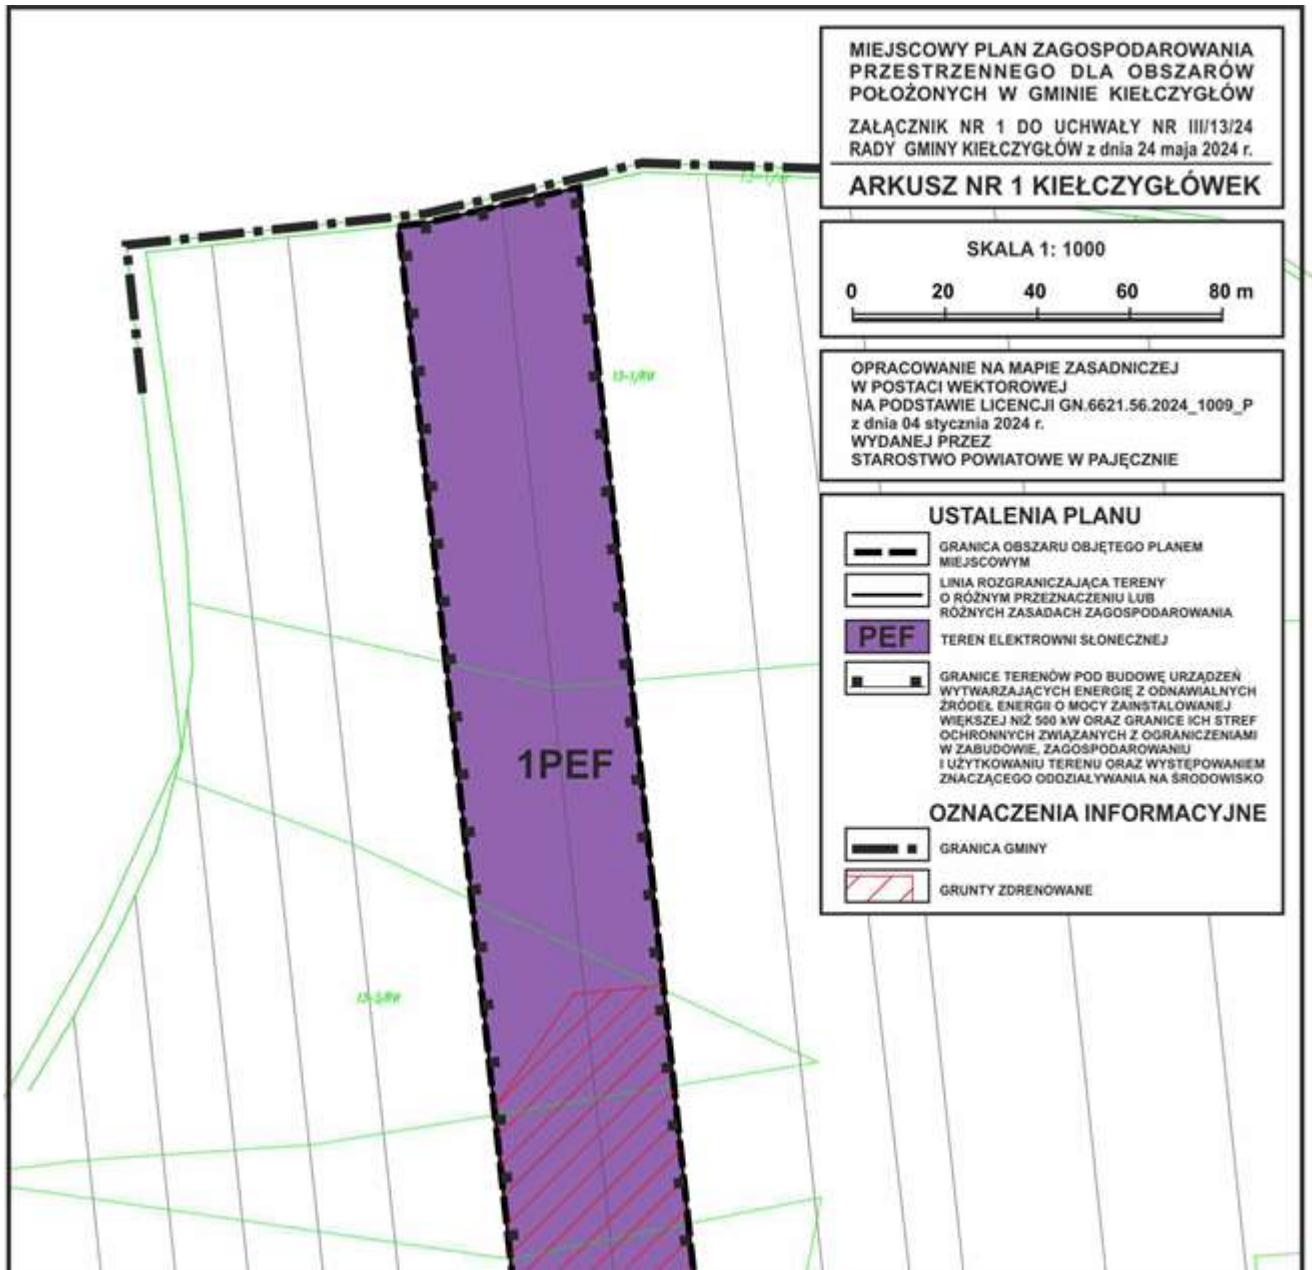 MIEJSCOWY PLAN ZAGOSPODAROWANIA
PRZESTRZENNEGO DLA OBSZARÓW
POŁOŻONYCH W GMINIE KIEŁCZYGŁÓW
ZAŁĄCZNIK NR 1 DO UCHWAŁY NR III/13/24
RADY GMINY KIEŁCZYGŁÓW z dnia 24 maja 2024 r.
ARKUSZ NR 1 KIEŁCZYGŁÓWEK
SKALA 1: 1000
0 20 40 60 80 m
OPRACOWANIE NA MAPIE ZASADNICZEJ
W POSTACI WEKTOROWEJ
NA PODSTAWIE LICENCJI GN.6621.56.2024_1009_P
z dnia 04 stycznia 2024 r.
WYDANEJ PRZEZ
STAROSTWO POWIATOWE W PAJĘCZNIE
USTALENIA PLANU
GRANICA OBSZARU OBJĘTEGO PLANEM
MIEJSCOWYM
LINIA ROZGRANICZAJĄCA TERENY
O RÓŻNYM PRZEZNACZENIU LUB
RÓŻNYCH ZASADACH ZAGOSPODAROWANIA
PEF TEREN ELEKTROWNI SŁONECZNEJ
GRANICE TERENÓW POD BUDOWĘ URZĄDZEŃ
WYTWARZAJĄCYCH ENERGIĘ Z ODNAWIALNYCH
ŹRÓDEŁ ENERGII O MOCY ZAINSTALOWANEJ
WIĘKSZEJ NIŻ 500 kW ORAZ GRANICE ICH STREF
OCHRONNYCH ZWIĄZANYCH Z OGRANICZENIAMI
W ZABUDOWIE, ZAGOSPODAROWANIU
I UŻYTKOWANIU TERENU ORAZ WYSTĘPOWANIEM
ZNACZĄCEGO ODDZIAŁYWANIA NA ŚRODOWISKO
OZNACZENIA INFORMACYJNE
GRANICA GMINY
GRUNTY ZDRENOWANE
1PEF